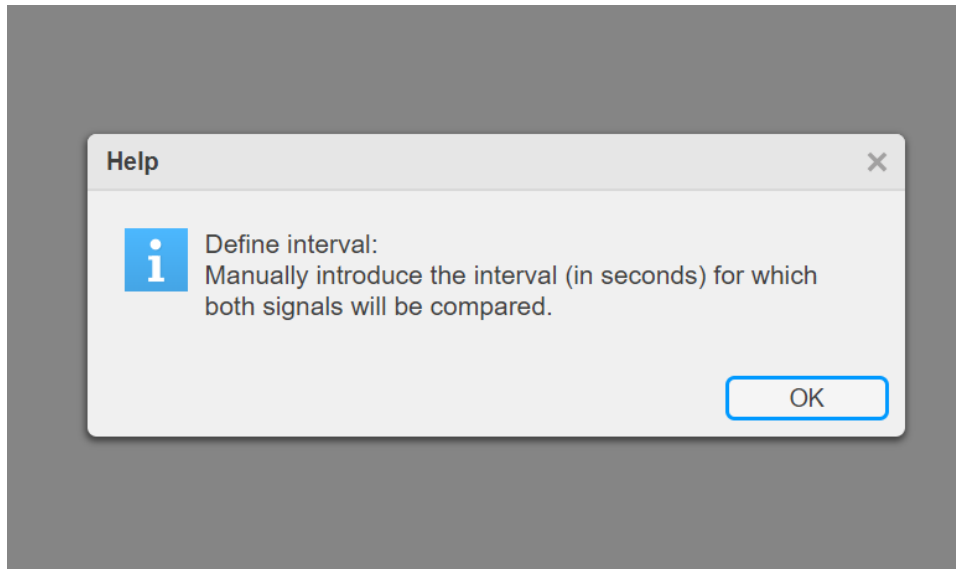 Help
Define interval:
Manually introduce the interval (in seconds) for which
both signals will be compared.
OK